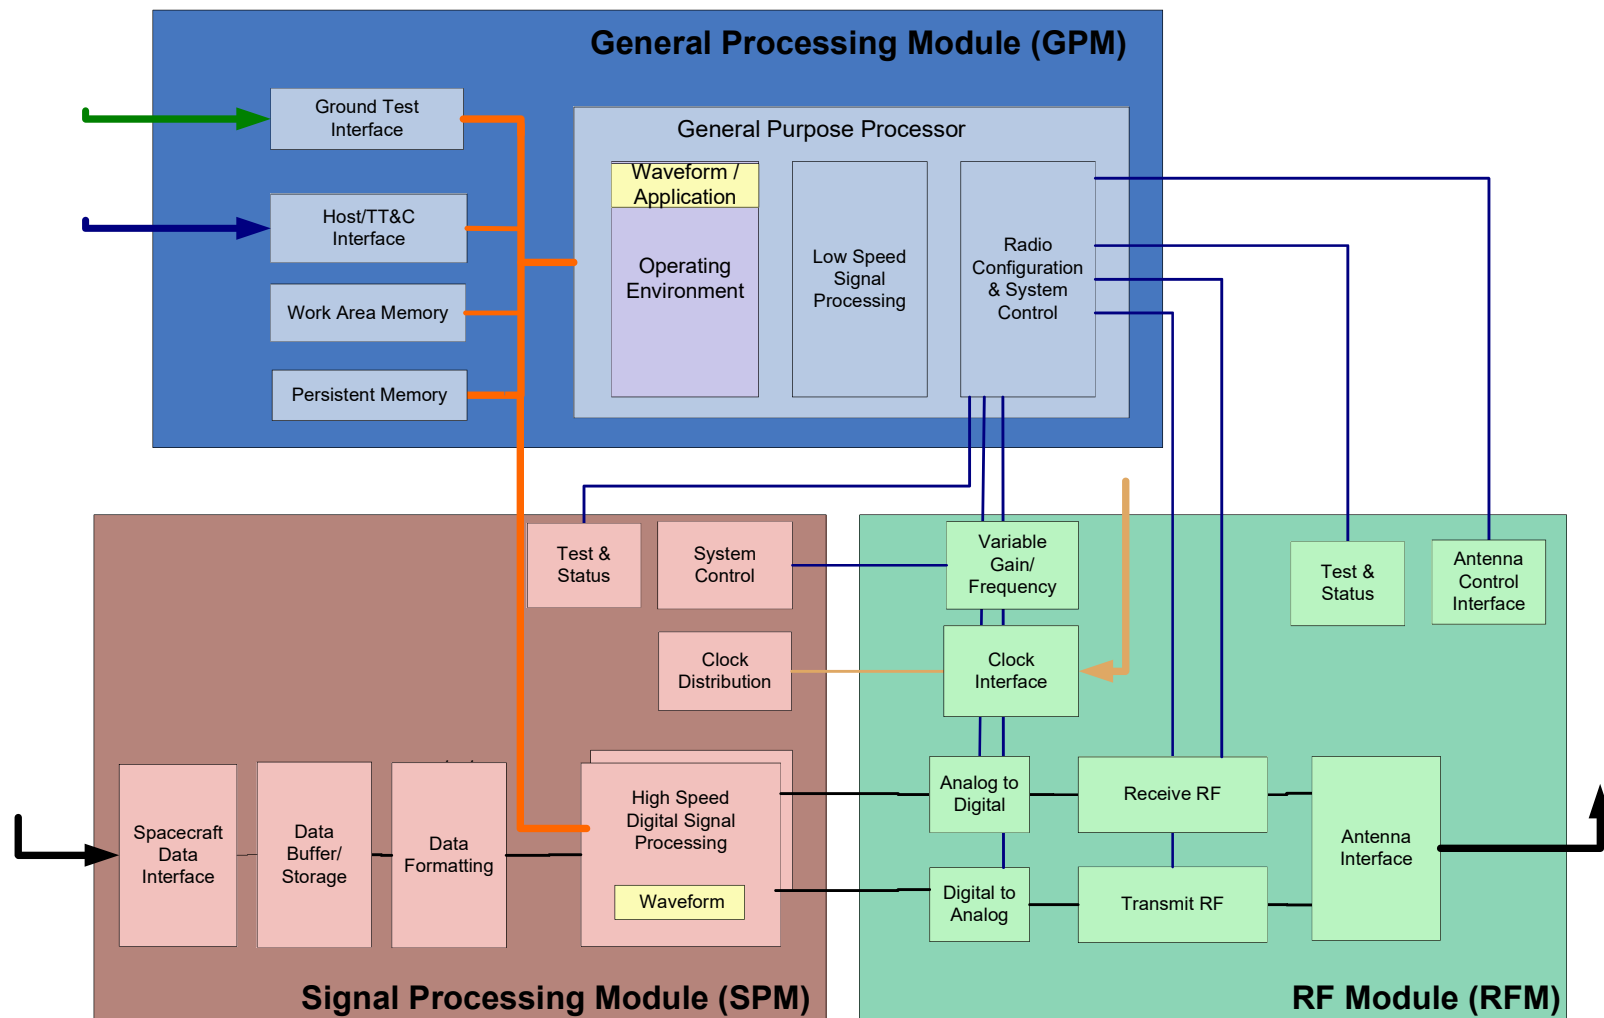 General Processing Module (GPM)
Ground Test
Interface
Host/TT&C
Interface
Work Area Memory
Persistent Memory
General Purpose Processor
Waveform /
Application
Operating
Environment
Low Speed
Signal
Processing
Radio
Configuration
& System
Control
Test &
Status
System
Control
Clock
Distribution
Spacecraft
Data
Interface
Data
Buffer/
Storage
Data
Formatting
High Speed
Digital Signal
Processing
Waveform
Signal Processing Module (SPM)
Variable
Gain/
Frequency
Clock
Interface
Test &
Status
Antenna
Control
Interface
Analog to
Digital
Receive RF
Digital to
Analog
Transmit RF
Antenna
Interface
RF Module (RFM)